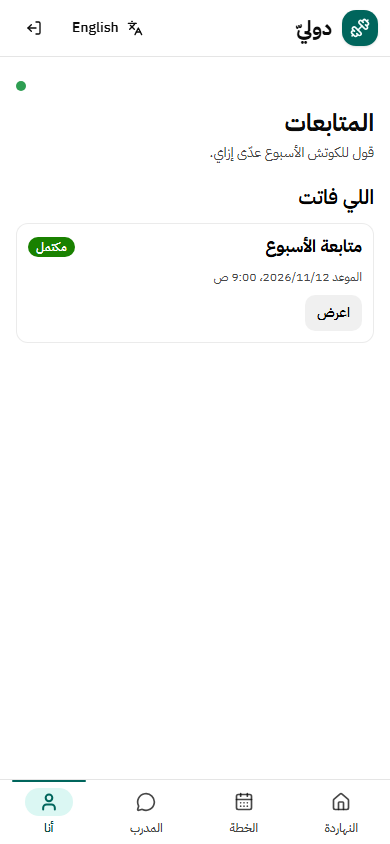 دوليّ
English
المتابعات
قول للكوتش الأسبوع عدّى إزاي.
اللي فاتت
متابعة الأسبوع
مكتمل
الموعد 2026/11/12، 9:00 ص
اعرض
النهاردة
الخطة
المدرب
أنا